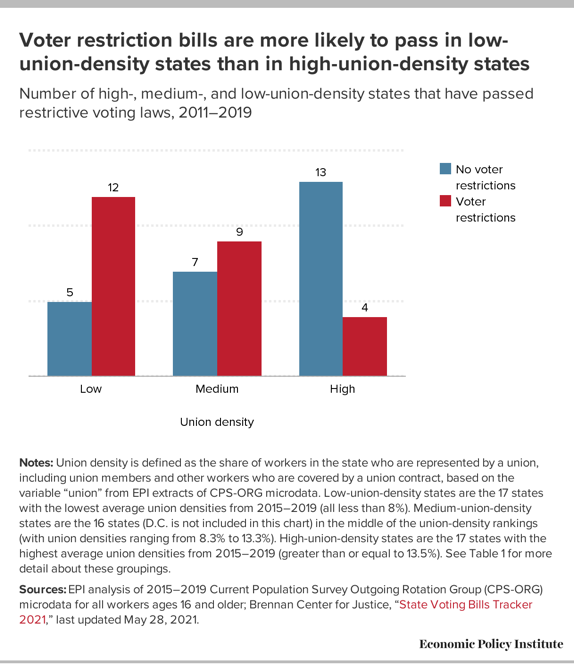 Voter restriction bills are more likely to pass in low-
union-density states than in high-union-density states
Number of high-, medium-, and low-union-density states that have passed
restrictive voting laws, 2011–2019
No voter
restrictions
Voter
restrictions
5
12
7
9
13
4
Low
Medium
High
Union density
Notes: Union density is defined as the share of workers in the state who are represented by a union,
including union members and other workers who are covered by a union contract, based on the
variable “union” from EPI extracts of CPS-ORG microdata. Low-union-density states are the 17 states
with the lowest average union densities from 2015–2019 (all less than 8%). Medium-union-density
states are the 16 states (D.C. is not included in this chart) in the middle of the union-density rankings
(with union densities ranging from 8.3% to 13.3%). High-union-density states are the 17 states with the
highest average union densities from 2015–2019 (greater than or equal to 13.5%). See Table 1 for more
detail about these groupings.
Sources: EPI analysis of 2015–2019 Current Population Survey Outgoing Rotation Group (CPS-ORG)
microdata for all workers ages 16 and older; Brennan Center for Justice, “State Voting Bills Tracker
2021,” last updated May 28, 2021.
Economic Policy Institute